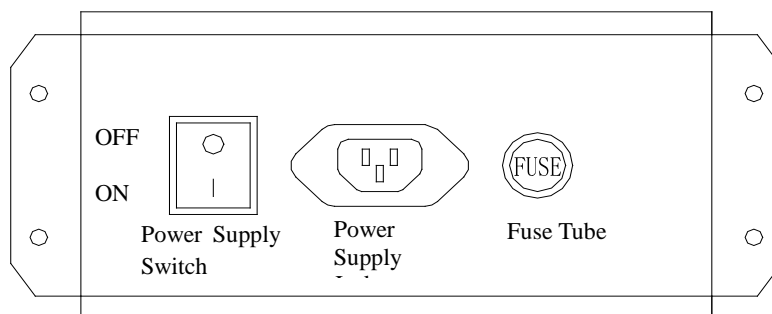 OFF
ON
FUSE
Power Supply
Switch
Power
Supply
Fuse Tube